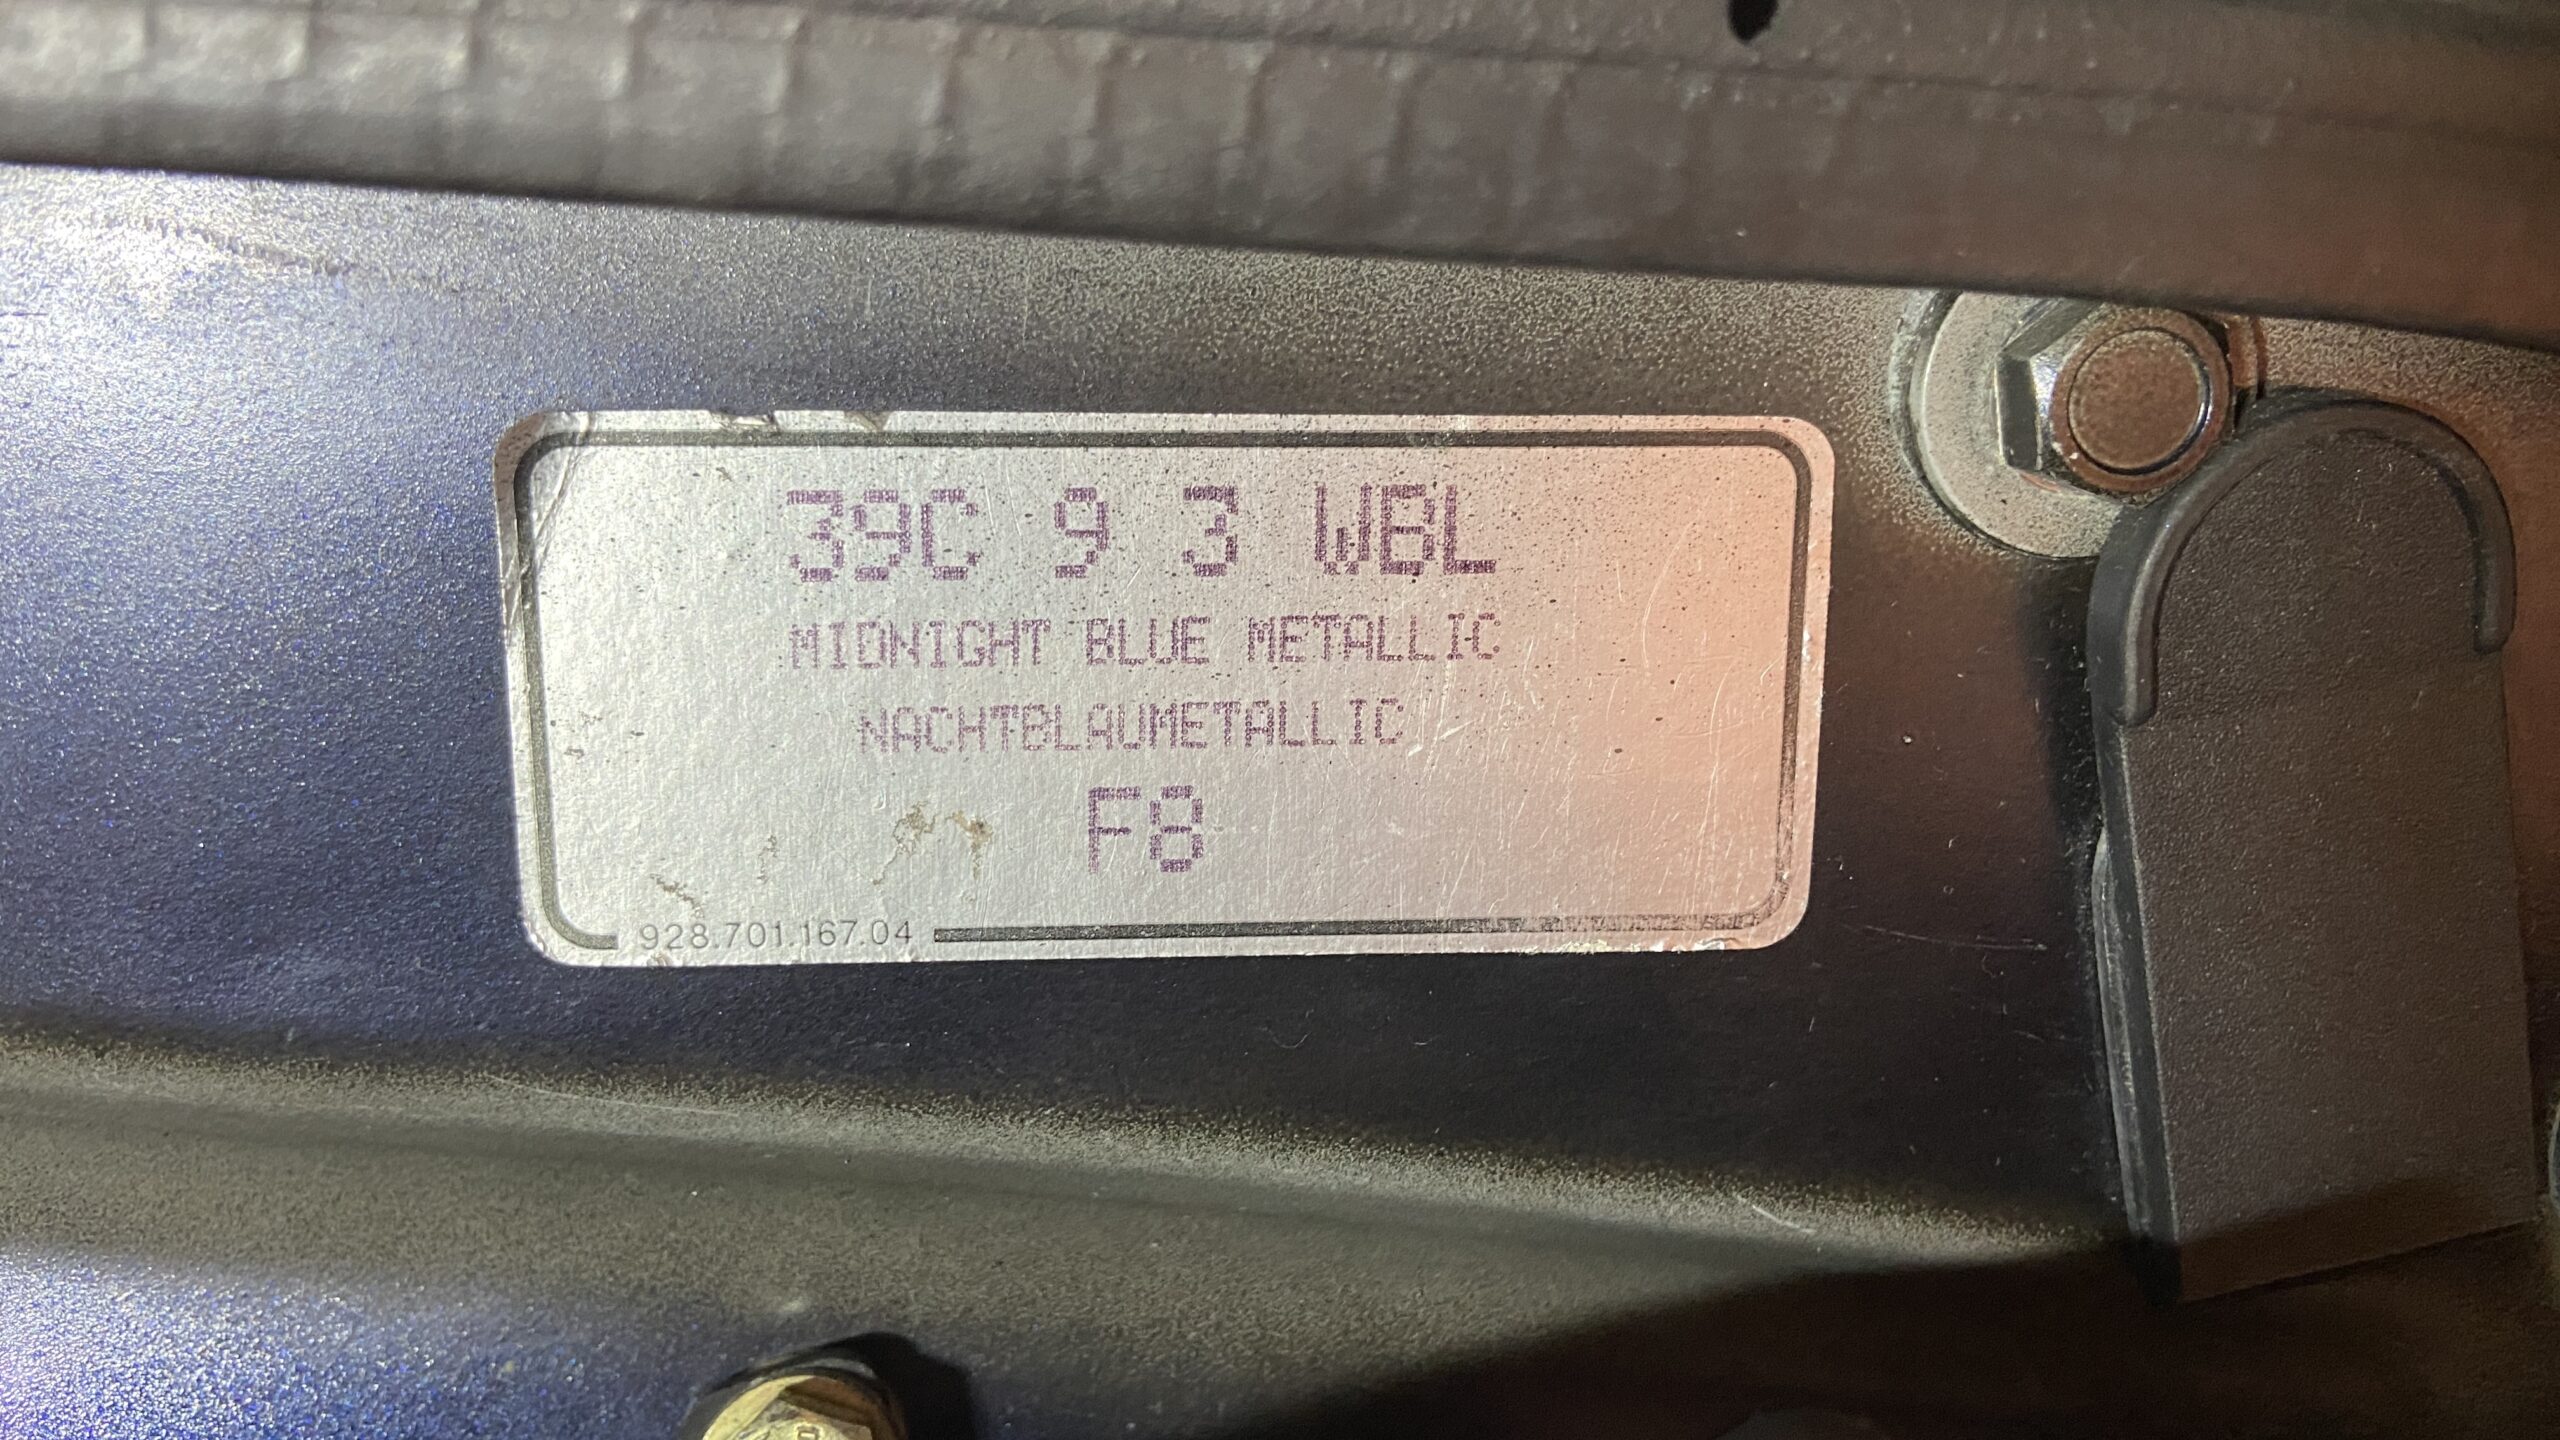 39C 9 3 WBL
MIDNIGHT BLUE METALLIC
NACHTBLAUMETALLIC
F8
928.701.167.04